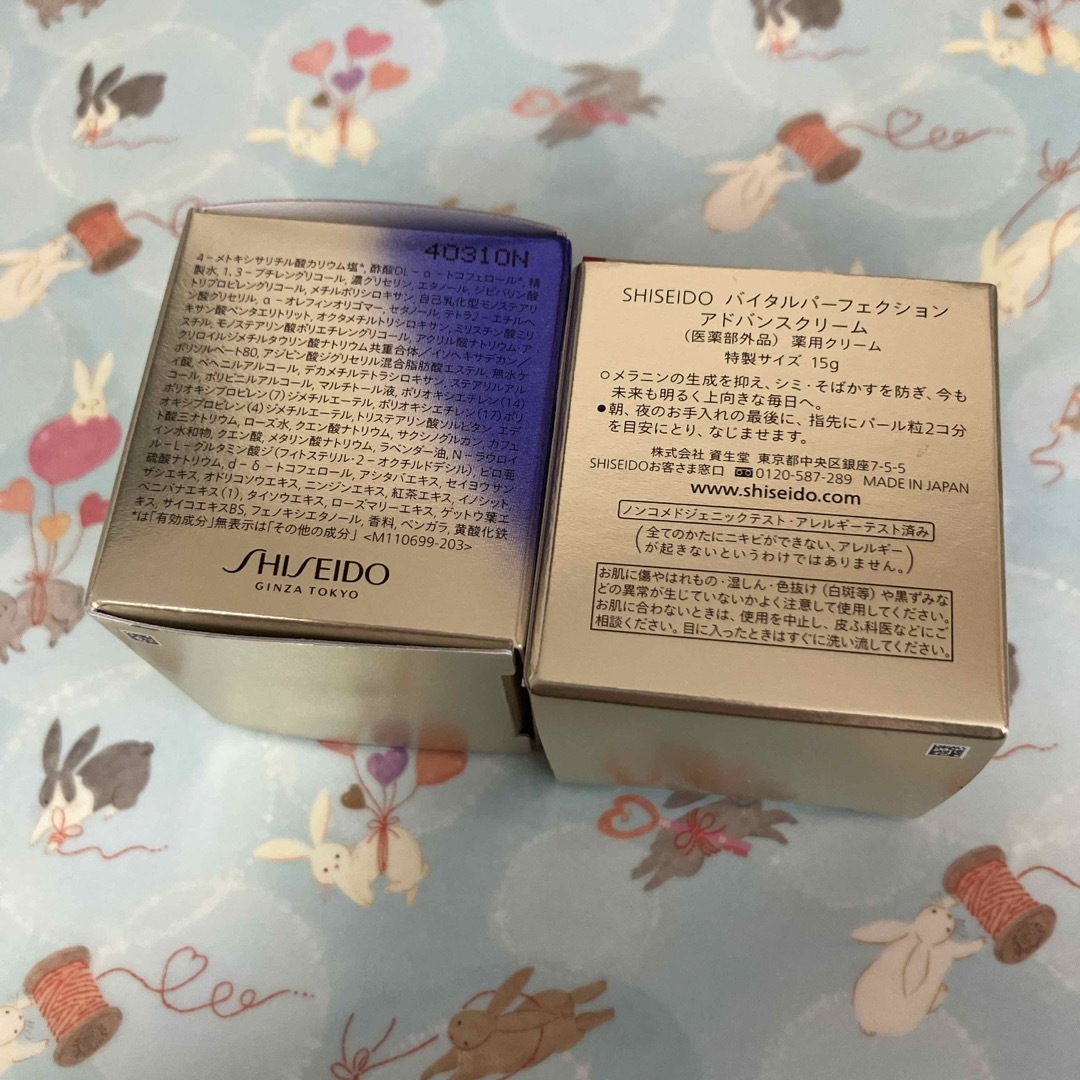 40310N
4-メトキシサリチル酸カリウム塩*, 酢酸DL-α-トコフェロール*, 精
製水, 1,3-ブチレングリコール, 濃グリセリン, エタノール, ジピバリン酸
トリプロピレングリコール, メチルポリシロキサン, 自己乳化型モノステアリ
ン酸グリセリル, α-オレフィンオリゴマー, セタノール, テトラ2-エチルヘ
キサン酸ペンタエリトリット, オクタメチルトリシロキサン, ミリスチン酸ミリ
スチル, モノステアリン酸ポリエチレングリコール, アクリル酸ナトリウム・ア
クリロイルジメチルタウリン酸ナトリウム共重合体／イソヘキサデカン／
ポリソルベート80, アジピン酸ジグリセリル混合脂肪酸エステル, 無水ケ
イ酸, ベヘニルアルコール, デカメチルテトラシロキサン, ステアリルアル
コール, ポリビニルアルコール, マルチトール液, ポリオキシエチレン(14)
ポリオキシプロピレン(7)ジメチルエーテル, ポリオキシエチレン(17)ポリ
オキシプロピレン(4)ジメチルエーテル, トリステアリン酸ソルビタン, エデ
ト酸三ナトリウム, ローズ水, クエン酸ナトリウム, サクシノグルカン, カフェ
イン水和物, クエン酸, メタリン酸ナトリウム, ラベンダー油, N-ラウロイ
ル-L-グルタミン酸ジ(フィトステリル・2-オクチルドデシル), ピロ亜
硫酸ナトリウム, d-δ-トコフェロール, アシタバエキス, セイヨウサン
ザシエキス, オドリコソウエキス, ニンジンエキス, 紅茶エキス, イノシット,
ベニバナエキス(1), タイソウエキス, ローズマリーエキス, ゲットウ葉エ
キス, サイコエキスBS, フェノキシエタノール, 香料, ベンガラ, 黄酸化鉄
*は「有効成分」無表示は「その他の成分」 <M110699-203>
SHISEIDO
GINZA TOKYO
SHISEIDO バイタルパーフェクション
アドバンスクリーム
(医薬部外品) 薬用クリーム
特製サイズ 15g
○メラニンの生成を抑え、シミ・そばかすを防ぎ、今も
未来も明るく上向きな毎日へ。
●朝、夜のお手入れの最後に、指先にパール粒2コ分
を目安にとり、なじませます。
株式会社 資生堂 東京都中央区銀座7-5-5
SHISEIDOお客さま窓口 0120-587-289 MADE IN JAPAN
www.shiseido.com
ノンコメドジェニックテスト・アレルギーテスト済み
(全てのかたにニキビができない、アレルギー
が起きないというわけではありません。)
お肌に傷やはれもの・湿しん・色抜け(白斑等)や黒ずみな
どの異常が生じていないかよく注意して使用してください。
お肌に合わないときは、使用を中止し、皮ふ科医などにご
相談ください。目に入ったときはすぐに洗い流してください。